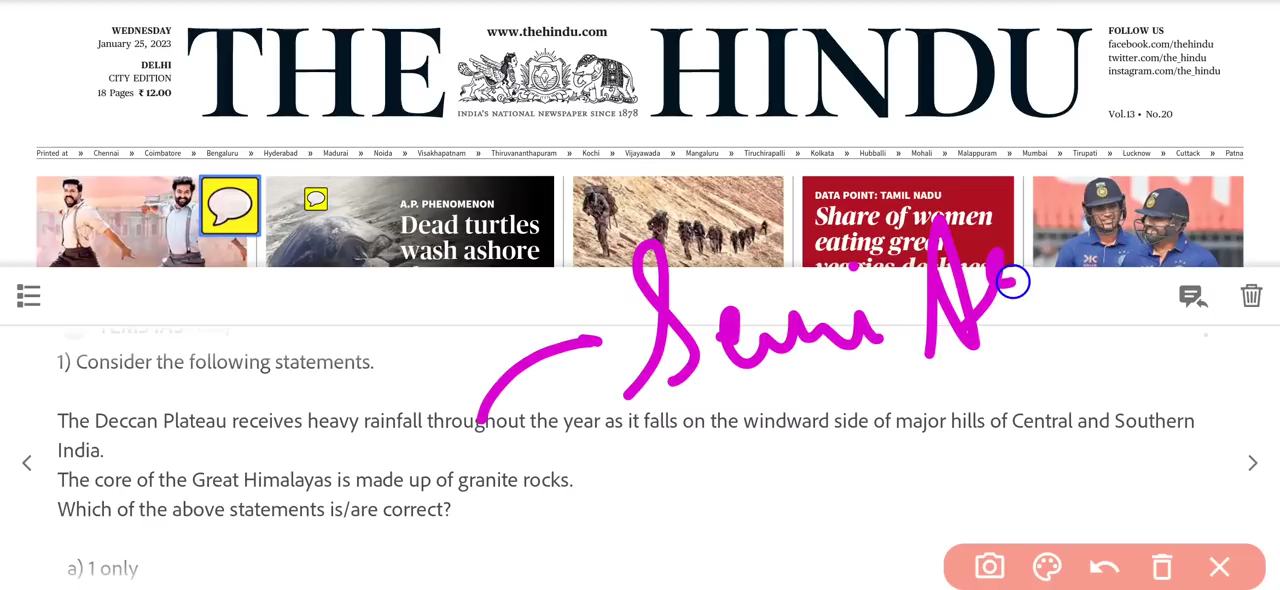 WEDNESDAY
January 25, 2023
DELHI
CITY EDITION
18 Pages ₹12.00
THE HINDU
www.thehindu.com
INDIA'S NATIONAL NEWSPAPER SINCE 1878
FOLLOW US
facebook.com/thehindu
twitter.com/the_hindu
instagram.com/the_hindu
Vol.13 • No.20
Printed at » Chennai » Coimbatore » Bengaluru » Hyderabad » Madurai » Noida » Visakhapatnam » Thiruvananthapuram » Kochi » Vijayawada » Mangaluru » Tiruchirapalli » Kolkata » Hubballi » Mohali » Malappuram » Mumbai » Tirupati » Lucknow » Cuttack » Patna
A.P. PHENOMENON
Dead turtles
wash ashore
DATA POINT: TAMIL NADU
Share of women
eating green
Semi
1) Consider the following statements.
The Deccan Plateau receives heavy rainfall throughout the year as it falls on the windward side of major hills of Central and Southern
India.
The core of the Great Himalayas is made up of granite rocks.
Which of the above statements is/are correct?
a) 1 only